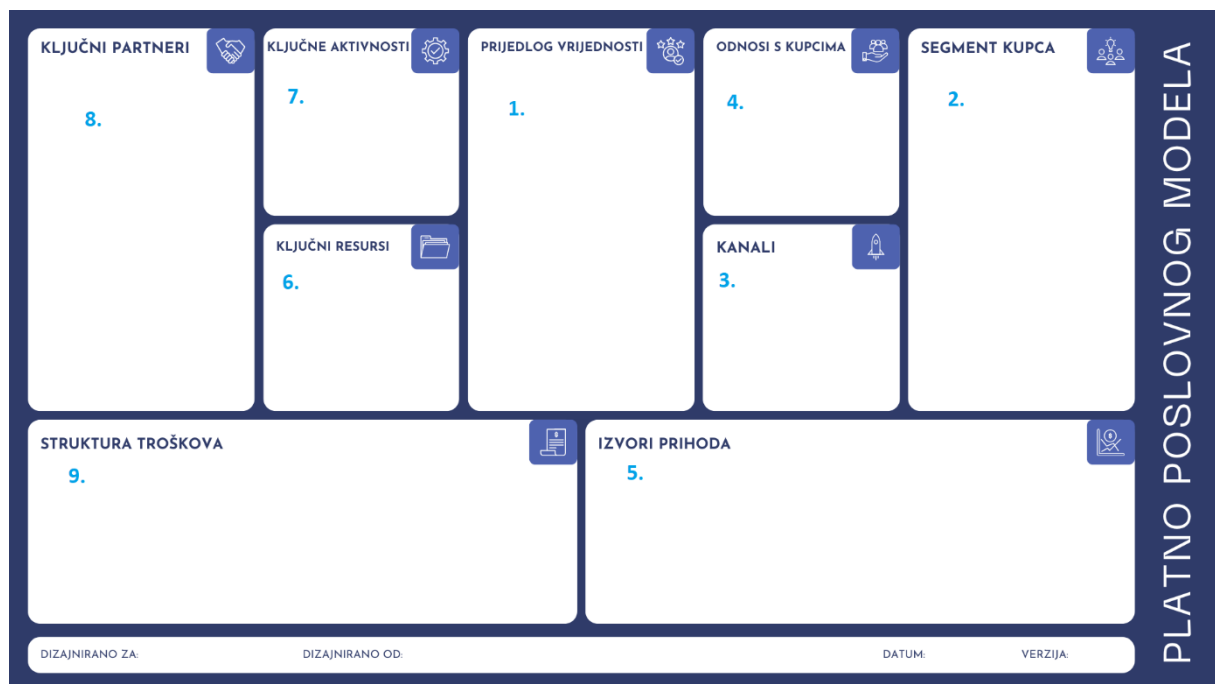 KLJUČNI PARTNERI
8.
KLJUČNE AKTIVNOSTI
7.
PRIJEDLOG VRIJEDNOSTI
1.
ODNOSI S KUPCIMA
4.
SEGMENT KUPCA
2.
KLJUČNI RESURSI
6.
KANALI
3.
STRUKTURA TROŠKOVA
9.
IZVORI PRIHODA
5.
DIZAJNIRANO ZA:
DIZAJNIRANO OD:
DATUM:
VERZIJA:
PLATNO POSLOVNOG MODELA